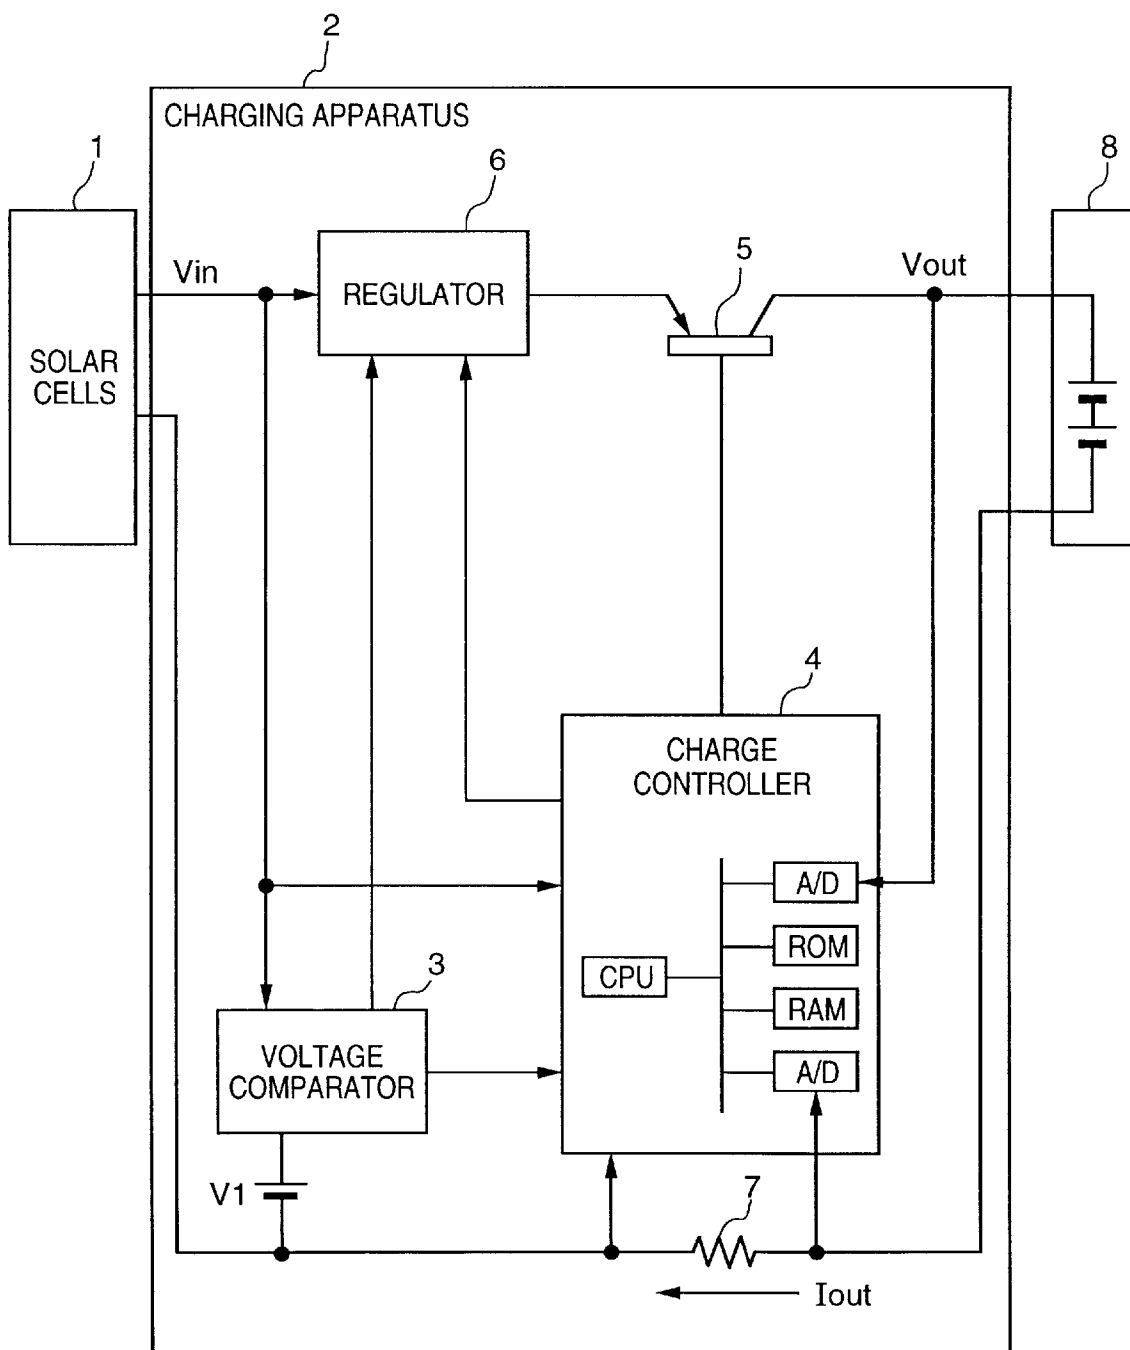 2
CHARGING APPARATUS
1
6
8
5
Vin
Vout
REGULATOR
SOLAR
CELLS
4
CHARGE
CONTROLLER
A/D
ROM
CPU
RAM
A/D
3
VOLTAGE
COMPARATOR
V1
7
Iout